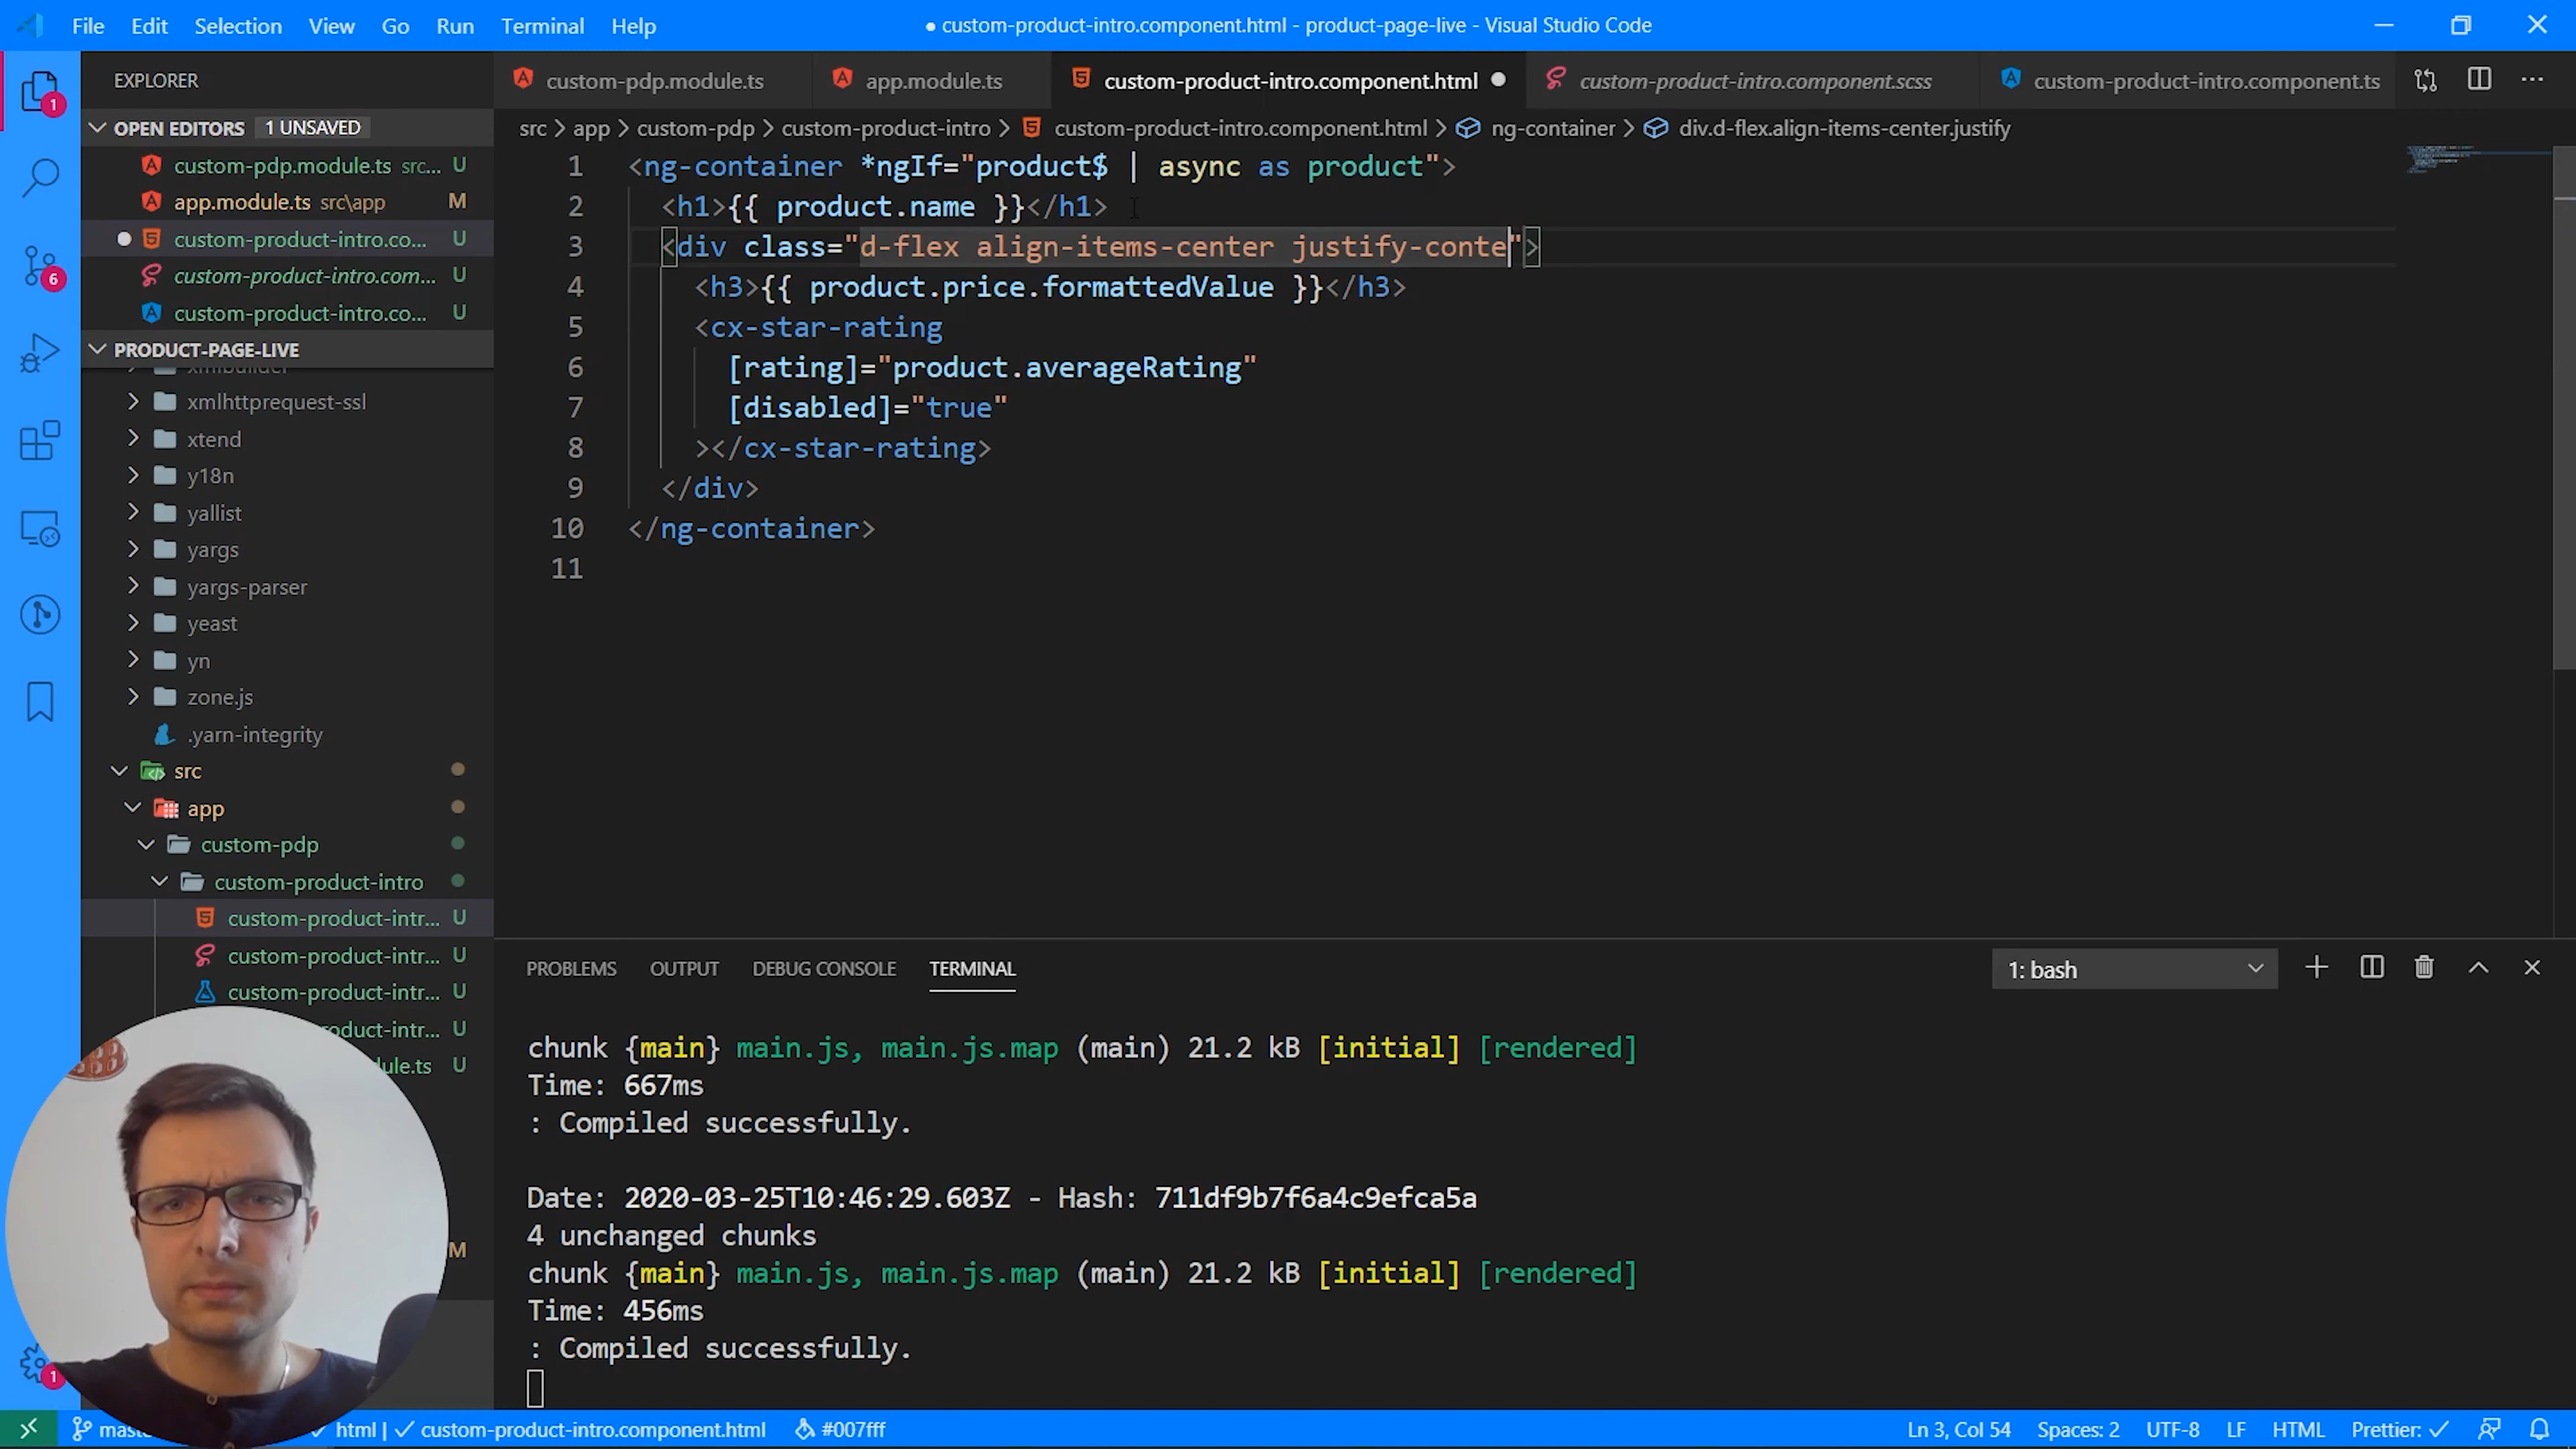 File Edit Selection View Go Run Terminal Help
● custom-product-intro.component.html - product-page-live - Visual Studio Code
EXPLORER
OPEN EDITORS 1 UNSAVED
custom-pdp.module.ts src... U
app.module.ts src\app M
custom-product-intro.co... U
custom-product-intro.com... U
custom-product-intro.co... U
PRODUCT-PAGE-LIVE
xmlbuilder
xmlhttprequest-ssl
xtend
y18n
yallist
yargs
yargs-parser
yeast
yn
zone.js
.yarn-integrity
src
app
custom-pdp
custom-product-intro
custom-product-intr... U
custom-product-intr... U
custom-product-intr... U
oduct-intr... U
dule.ts U
M
1
6
1
custom-pdp.module.ts app.module.ts custom-product-intro.component.html custom-product-intro.component.scss custom-product-intro.component.ts
src > app > custom-pdp > custom-product-intro > custom-product-intro.component.html > ng-container > div.d-flex.align-items-center.justify
1 <ng-container *ngIf="product$ | async as product">
2 <h1>{{ product.name }}</h1>
3 <div class="d-flex align-items-center justify-conte">
4 <h3>{{ product.price.formattedValue }}</h3>
5 <cx-star-rating
6 [rating]="product.averageRating"
7 [disabled]="true"
8 ></cx-star-rating>
9 </div>
10 </ng-container>
11
PROBLEMS OUTPUT DEBUG CONSOLE TERMINAL 1: bash
chunk {main} main.js, main.js.map (main) 21.2 kB [initial] [rendered]
Time: 667ms
: Compiled successfully.
Date: 2020-03-25T10:46:29.603Z - Hash: 711df9b7f6a4c9efca5a
4 unchanged chunks
chunk {main} main.js, main.js.map (main) 21.2 kB [initial] [rendered]
Time: 456ms
: Compiled successfully.
mast html | ✓ custom-product-intro.component.html #007fff Ln 3, Col 54 Spaces: 2 UTF-8 LF HTML Prettier: ✓